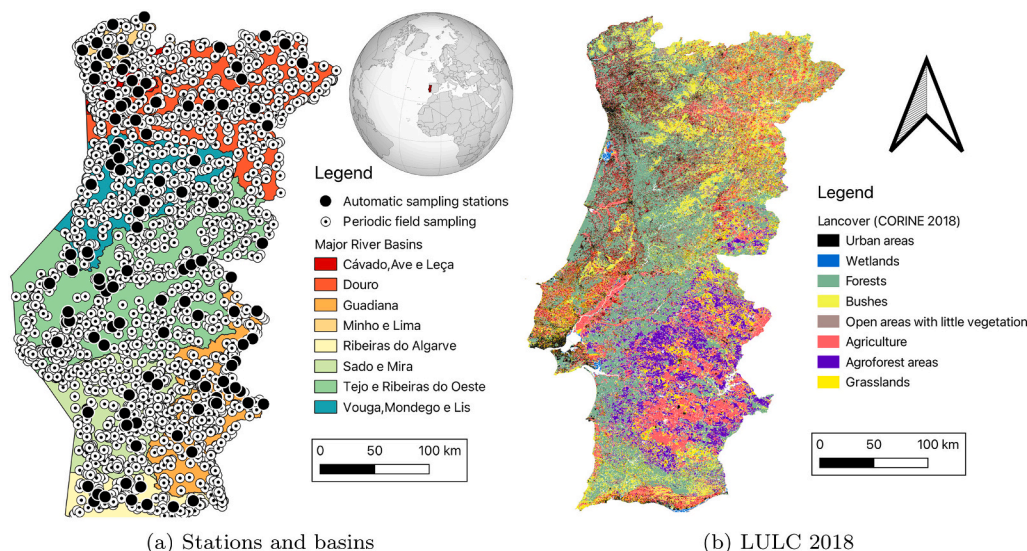 Legend
Automatic sampling stations
Periodic field sampling
Major River Basins
Cávado,Ave e Leça
Douro
Guadiana
Minho e Lima
Ribeiras do Algarve
Sado e Mira
Tejo e Ribeiras do Oeste
Vouga,Mondego e Lis
0 50 100 km
(a) Stations and basins
Legend
Lancover (CORINE 2018)
Urban areas
Wetlands
Forests
Bushes
Open areas with little vegetation
Agriculture
Agroforest areas
Grasslands
0 50 100 km
(b) LULC 2018